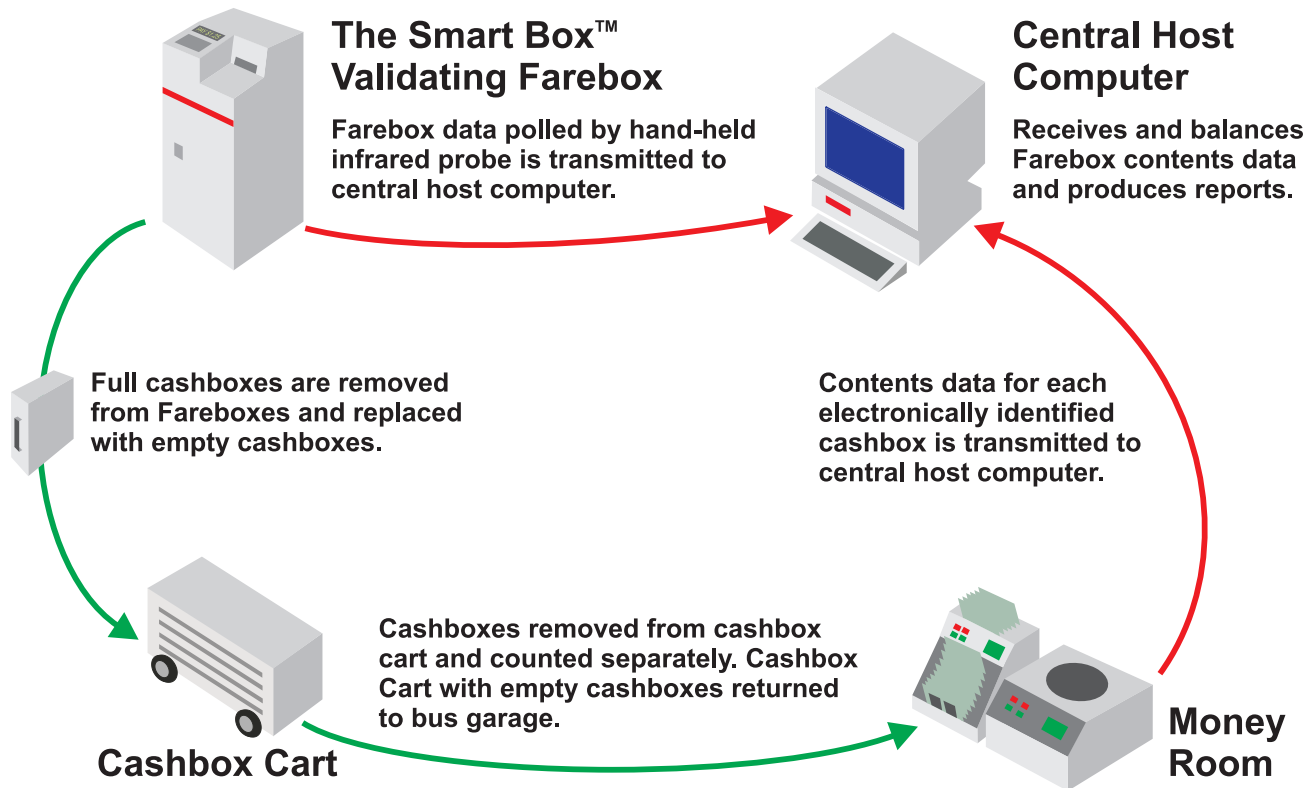 The Smart Box™
Validating Farebox
Farebox data polled by hand-held
infrared probe is transmitted to
central host computer.
Central Host
Computer
Receives and balances
Farebox contents data
and produces reports.
Full cashboxes are removed
from Fareboxes and replaced
with empty cashboxes.
Contents data for each
electronically identified
cashbox is transmitted to
central host computer.
Cashboxes removed from cashbox
cart and counted separately. Cashbox
Cart with empty cashboxes returned
to bus garage.
Cashbox Cart
Money
Room